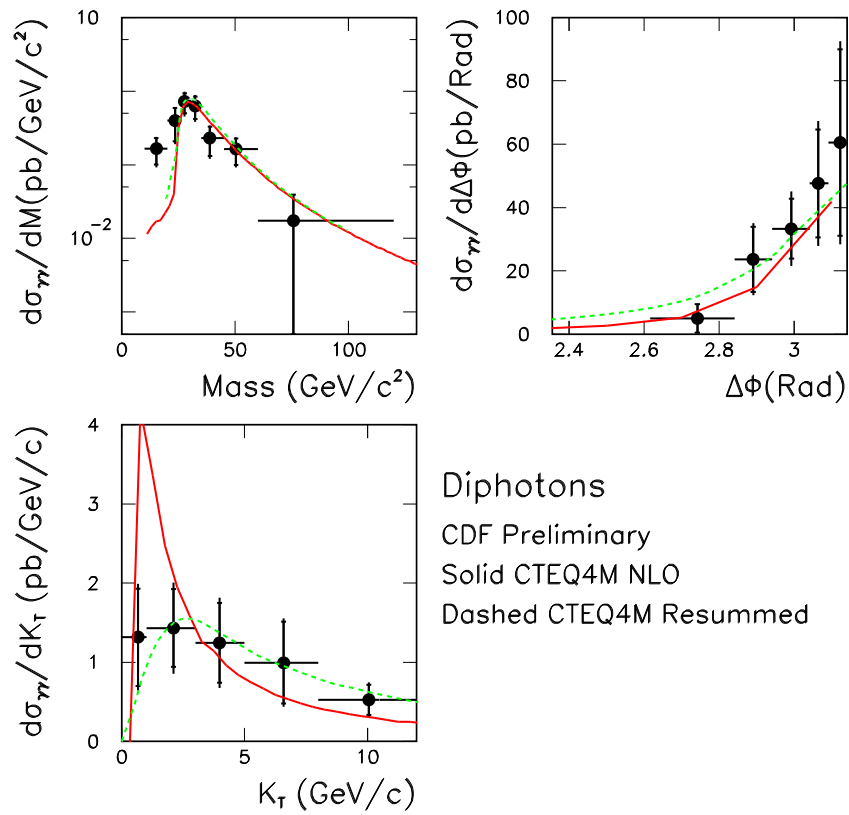 10
10⁻²
dσγγ/dM(pb/GeV/c²)
0 50 100
Mass (GeV/c²)
100
80
60
40
20
0
dσγγ/dΔΦ(pb/Rad)
2.4 2.6 2.8 3
ΔΦ(Rad)
4
3
2
1
0
dσγγ/dK_T (pb/GeV/c)
0 5 10
K_T (GeV/c)
Diphotons
CDF Preliminary
Solid CTEQ4M NLO
Dashed CTEQ4M Resummed